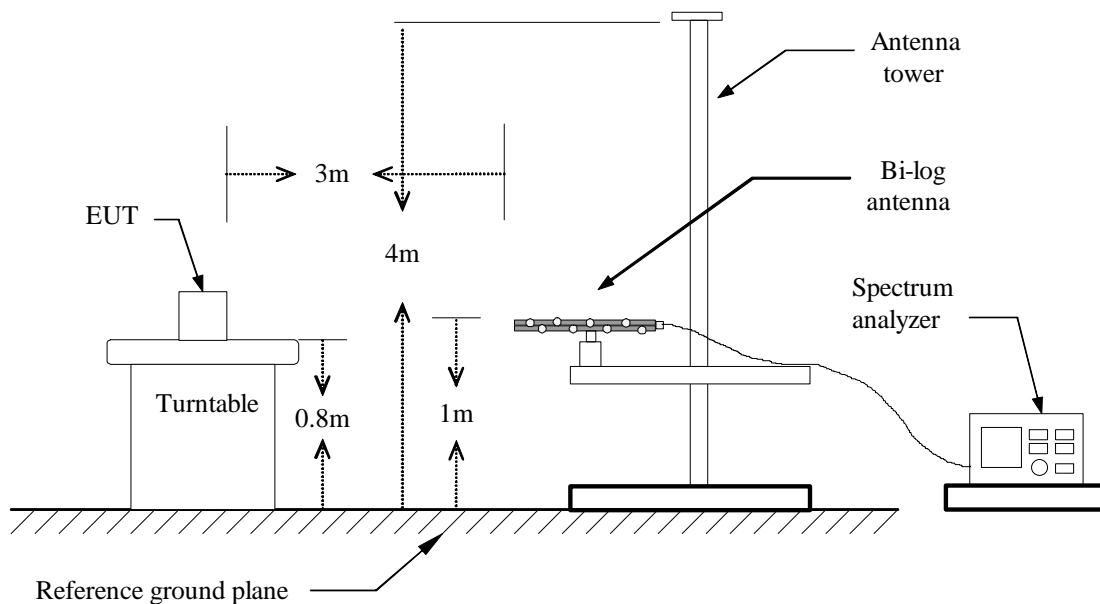 Antenna
tower
3m
Bi-log
antenna
EUT
4m
Spectrum
analyzer
Turntable
0.8m
1m
Reference ground plane